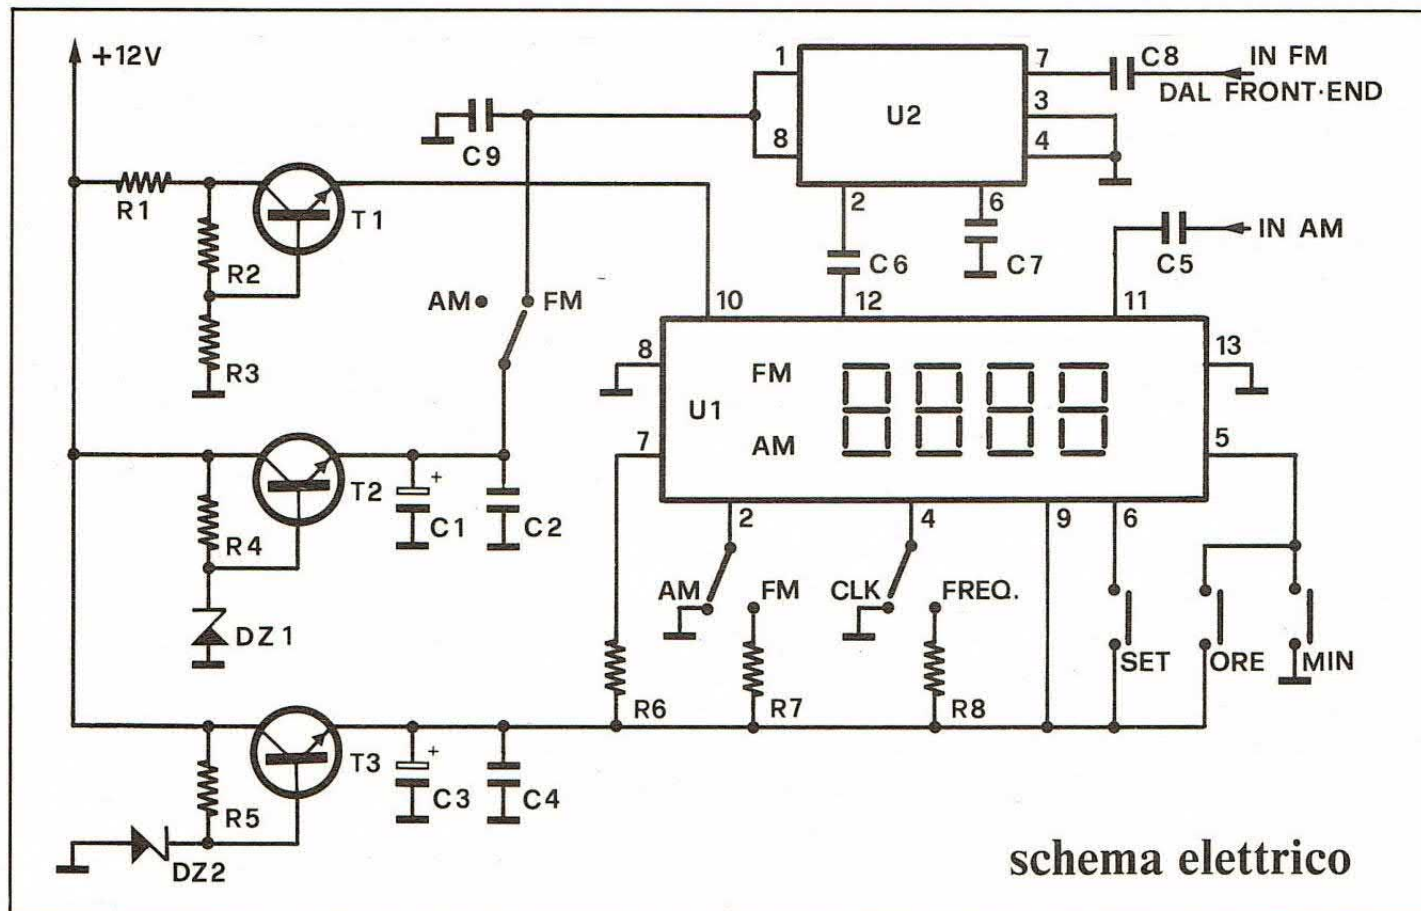 +12V
1
7
C8
IN FM
DAL FRONT·END
U2
3
8
4
C9
R1
T1
2
6
R2
C6
C7
C5
IN AM
AM
FM
10
12
11
R3
8
FM
13
U1
7
AM
5
T2
+
C1
C2
R4
2
4
9
6
AM
FM
CLK
FREQ.
DZ1
SET
ORE
MIN
R6
R7
R8
T3
+
C3
C4
R5
DZ2
schema elettrico